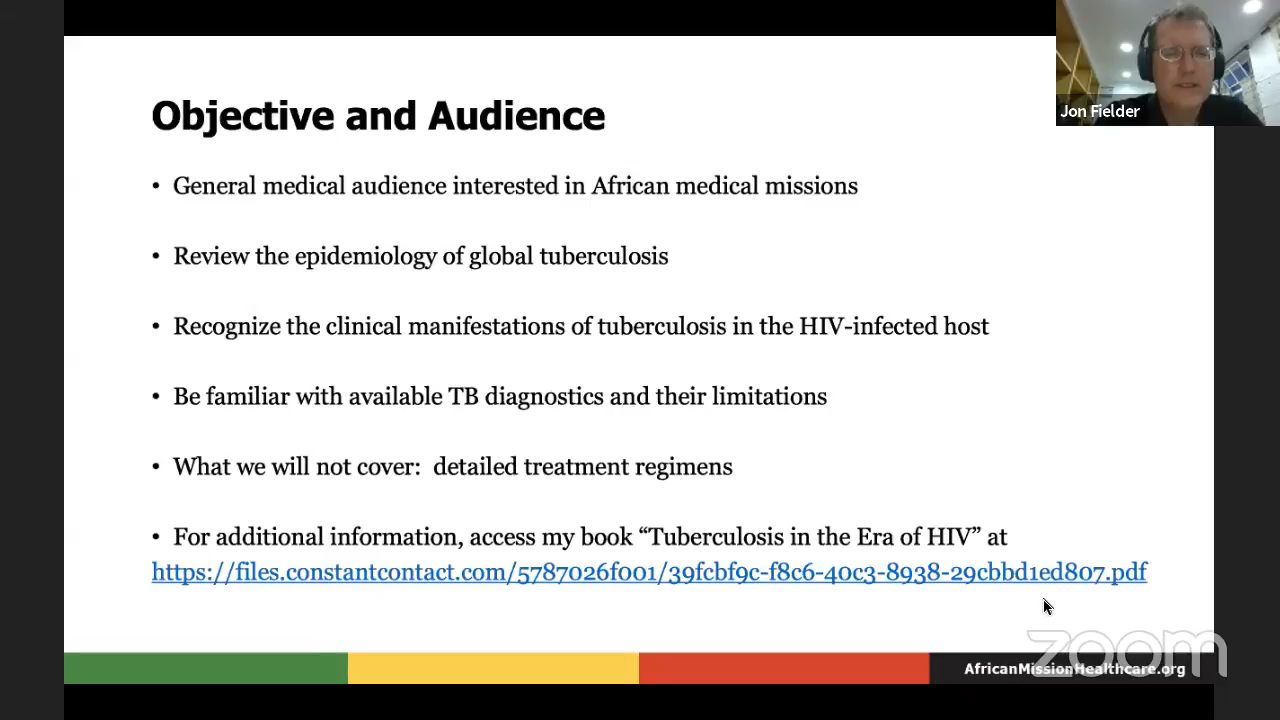 Objective and Audience
Jon Fielder
• General medical audience interested in African medical missions
• Review the epidemiology of global tuberculosis
• Recognize the clinical manifestations of tuberculosis in the HIV-infected host
• Be familiar with available TB diagnostics and their limitations
• What we will not cover:  detailed treatment regimens
• For additional information, access my book “Tuberculosis in the Era of HIV” at
https://files.constantcontact.com/5787026f001/39fcbf9c-f8c6-40c3-8938-29cbbd1ed807.pdf
zoom
AfricanMissionHealthcare.org